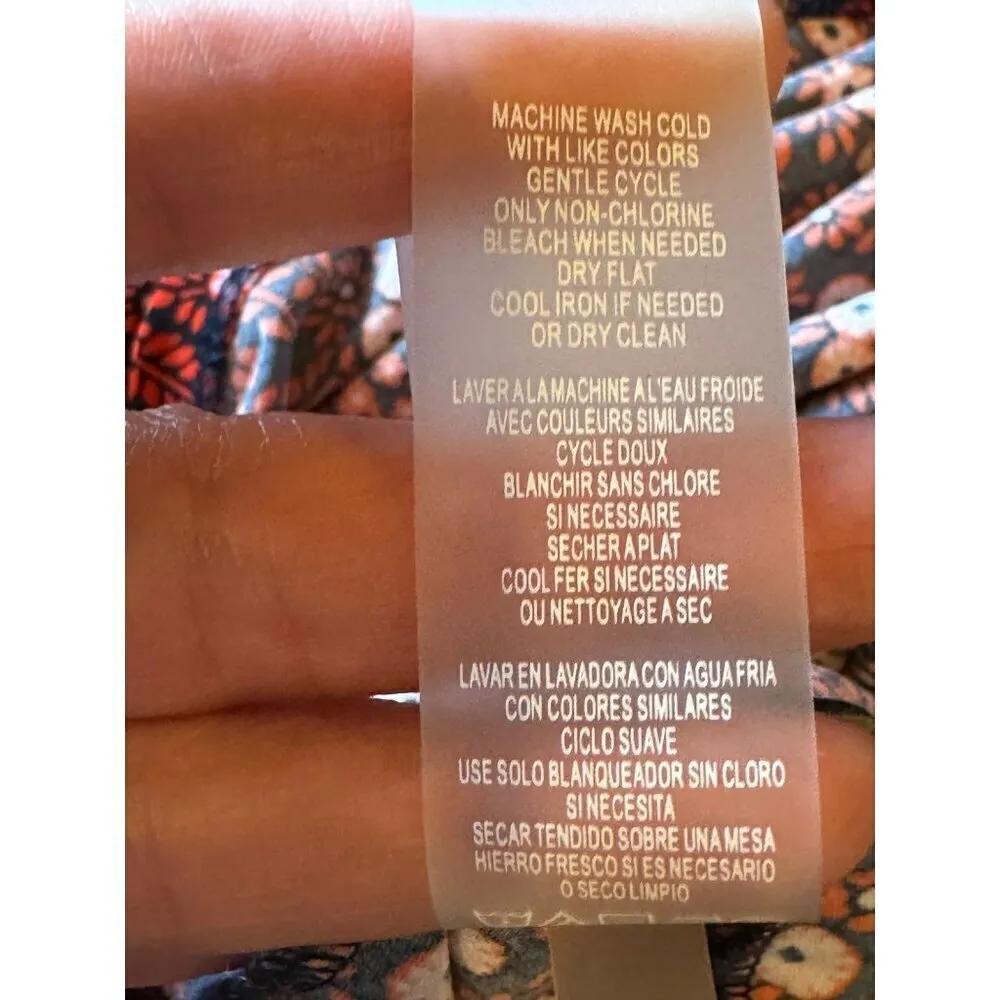 MACHINE WASH COLD
WITH LIKE COLORS
GENTLE CYCLE
ONLY NON-CHLORINE
BLEACH WHEN NEEDED
DRY FLAT
COOL IRON IF NEEDED
OR DRY CLEAN
LAVER A LA MACHINE A L'EAU FROIDE
AVEC COULEURS SIMILAIRES
CYCLE DOUX
BLANCHIR SANS CHLORE
SI NECESSAIRE
SECHER A PLAT
COOL FER SI NECESSAIRE
OU NETTOYAGE A SEC
LAVAR EN LAVADORA CON AGUA FRIA
CON COLORES SIMILARES
CICLO SUAVE
USE SOLO BLANQUEADOR SIN CLORO
SI NECESITA
SECAR TENDIDO SOBRE UNA MESA
HIERRO FRESCO SI ES NECESARIO
O SECO LIMPIO